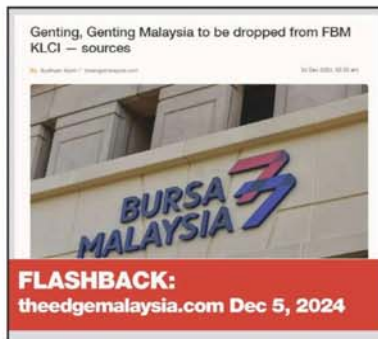 Genting, Genting Malaysia to be dropped from FBM
KLCI — sources
BURSA
MALAYSIA
FLASHBACK:
theedgemalaysia.com Dec 5, 2024